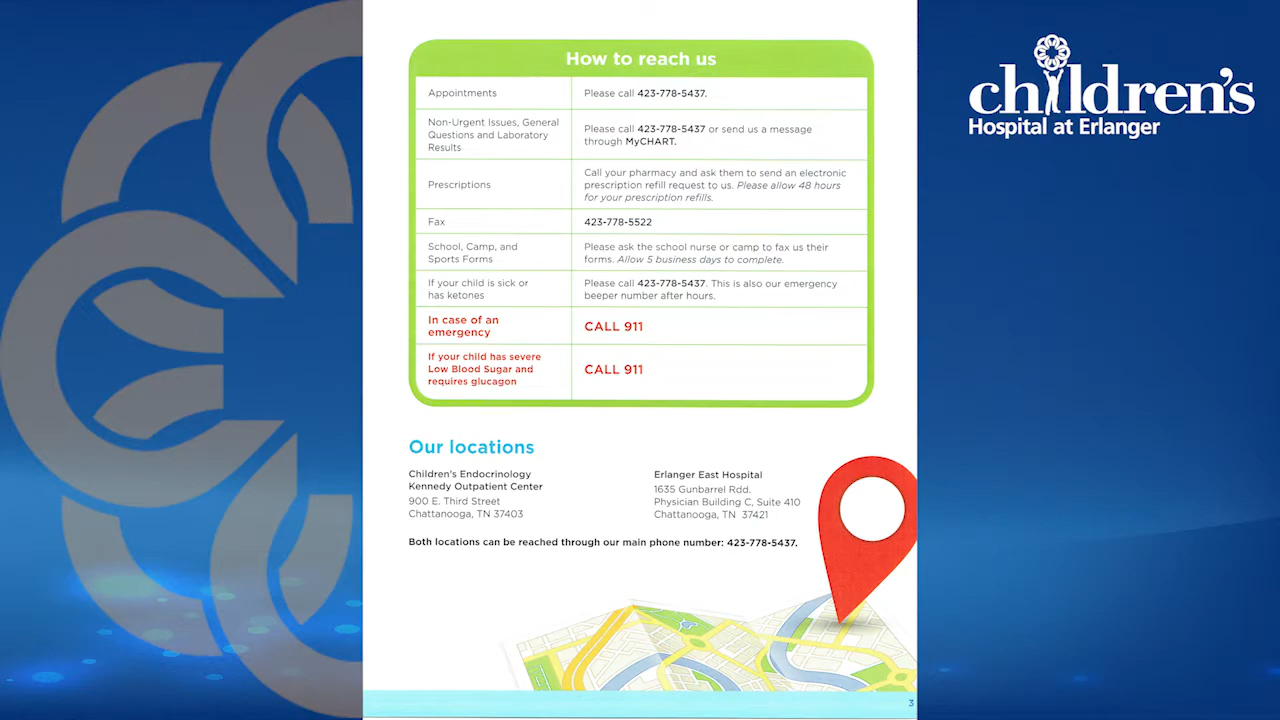 How to reach us
Appointments
Please call 423-778-5437.
Non-Urgent Issues, General
Questions and Laboratory
Results
Please call 423-778-5437 or send us a message
through MyCHART.
Prescriptions
Call your pharmacy and ask them to send an electronic
prescription refill request to us. Please allow 48 hours
for your prescription refills.
Fax
423-778-5522
School, Camp, and
Sports Forms
Please ask the school nurse or camp to fax us their
forms. Allow 5 business days to complete.
If your child is sick or
has ketones
Please call 423-778-5437. This is also our emergency
beeper number after hours.
In case of an
emergency
CALL 911
If your child has severe
Low Blood Sugar and
requires glucagon
CALL 911
Our locations
Children's Endocrinology
Kennedy Outpatient Center
900 E. Third Street
Chattanooga, TN 37403
Erlanger East Hospital
1635 Gunbarrel Rdd.
Physician Building C, Suite 410
Chattanooga, TN 37421
Both locations can be reached through our main phone number: 423-778-5437.
3
children's
Hospital at Erlanger